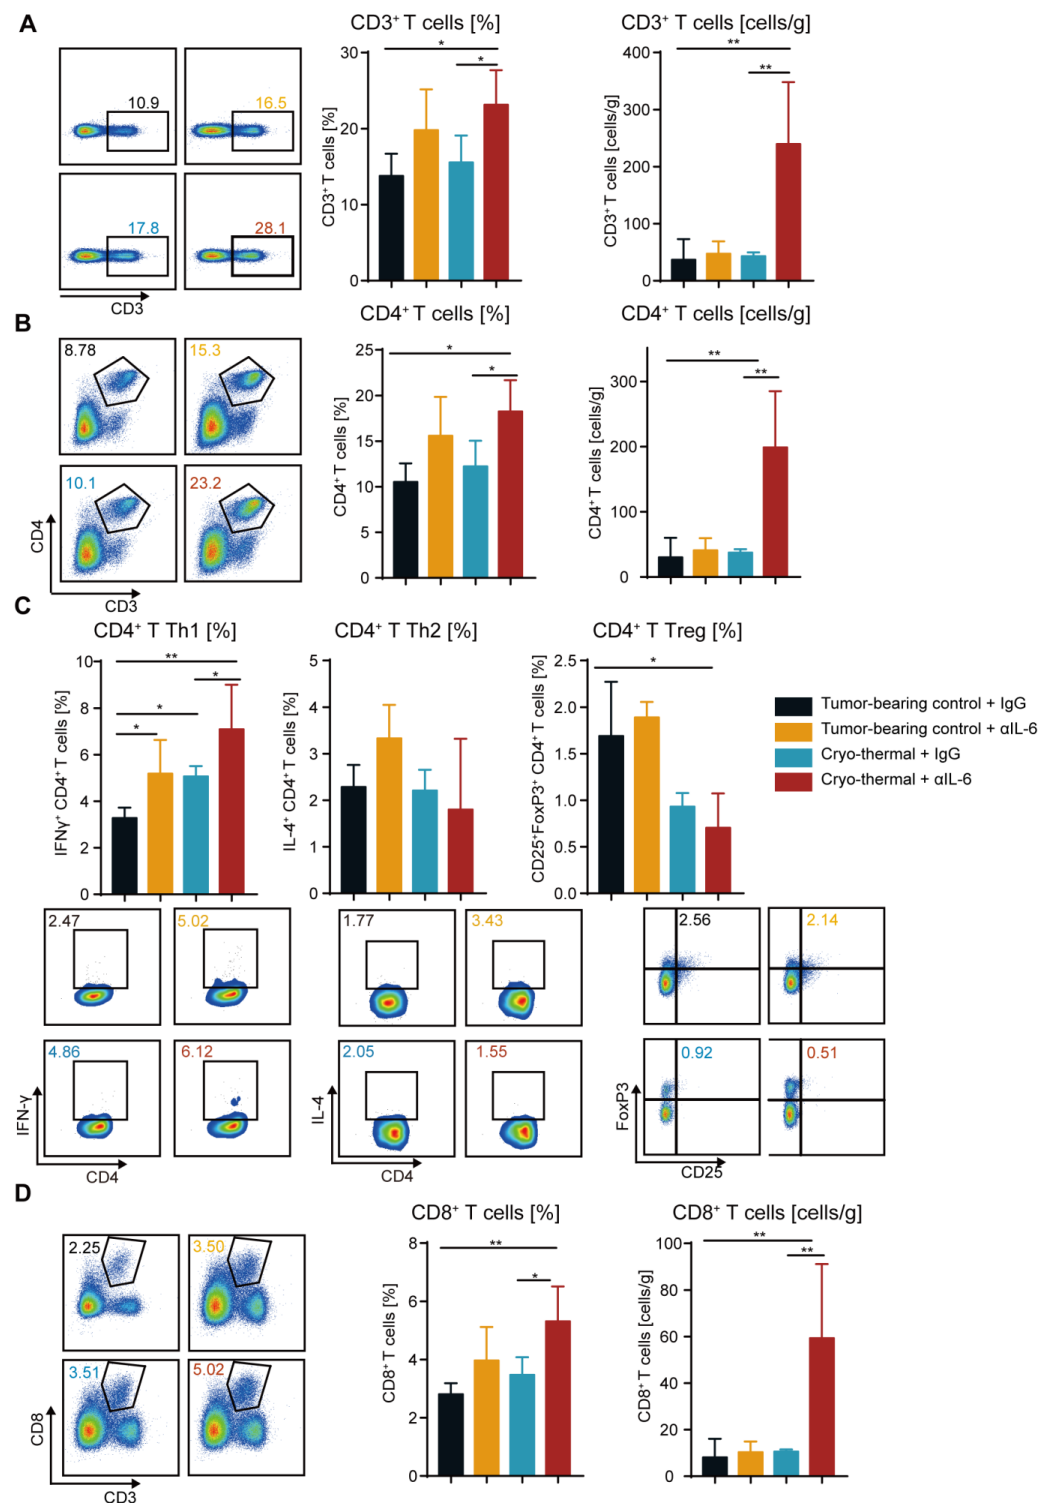 A
10.9
16.5
17.8
28.1
CD3
CD3⁺ T cells [%]
CD3⁺ T cells [%]
30
20
10
0
*
*
CD3⁺ T cells [cells/g]
CD3⁺ T cells [cells/g]
400
300
200
100
0
**
**
B
8.78
15.3
10.1
23.2
CD4
CD3
CD4⁺ T cells [%]
CD4⁺ T cells [%]
25
20
15
10
5
0
*
*
CD4⁺ T cells [cells/g]
CD4⁺ T cells [cells/g]
300
200
100
0
**
**
C
CD4⁺ T Th1 [%]
IFNγ⁺ CD4⁺ T cells [%]
10
8
6
4
2
0
**
*
*
*
CD4⁺ T Th2 [%]
IL-4⁺ CD4⁺ T cells [%]
5
4
3
2
1
0
CD4⁺ T Treg [%]
CD25⁺FoxP3⁺ CD4⁺ T cells [%]
2.5
2.0
1.5
1.0
0.5
0.0
*
Tumor-bearing control + IgG
Tumor-bearing control + αIL-6
Cryo-thermal + IgG
Cryo-thermal + αIL-6
2.47
5.02
4.86
6.12
IFN-γ
CD4
1.77
3.43
2.05
1.55
IL-4
CD4
2.56
2.14
0.92
0.51
FoxP3
CD25
D
2.25
3.50
3.51
5.02
CD8
CD3
CD8⁺ T cells [%]
CD8⁺ T cells [%]
8
6
4
2
0
**
*
CD8⁺ T cells [cells/g]
CD8⁺ T cells [cells/g]
100
80
60
40
20
0
**
**